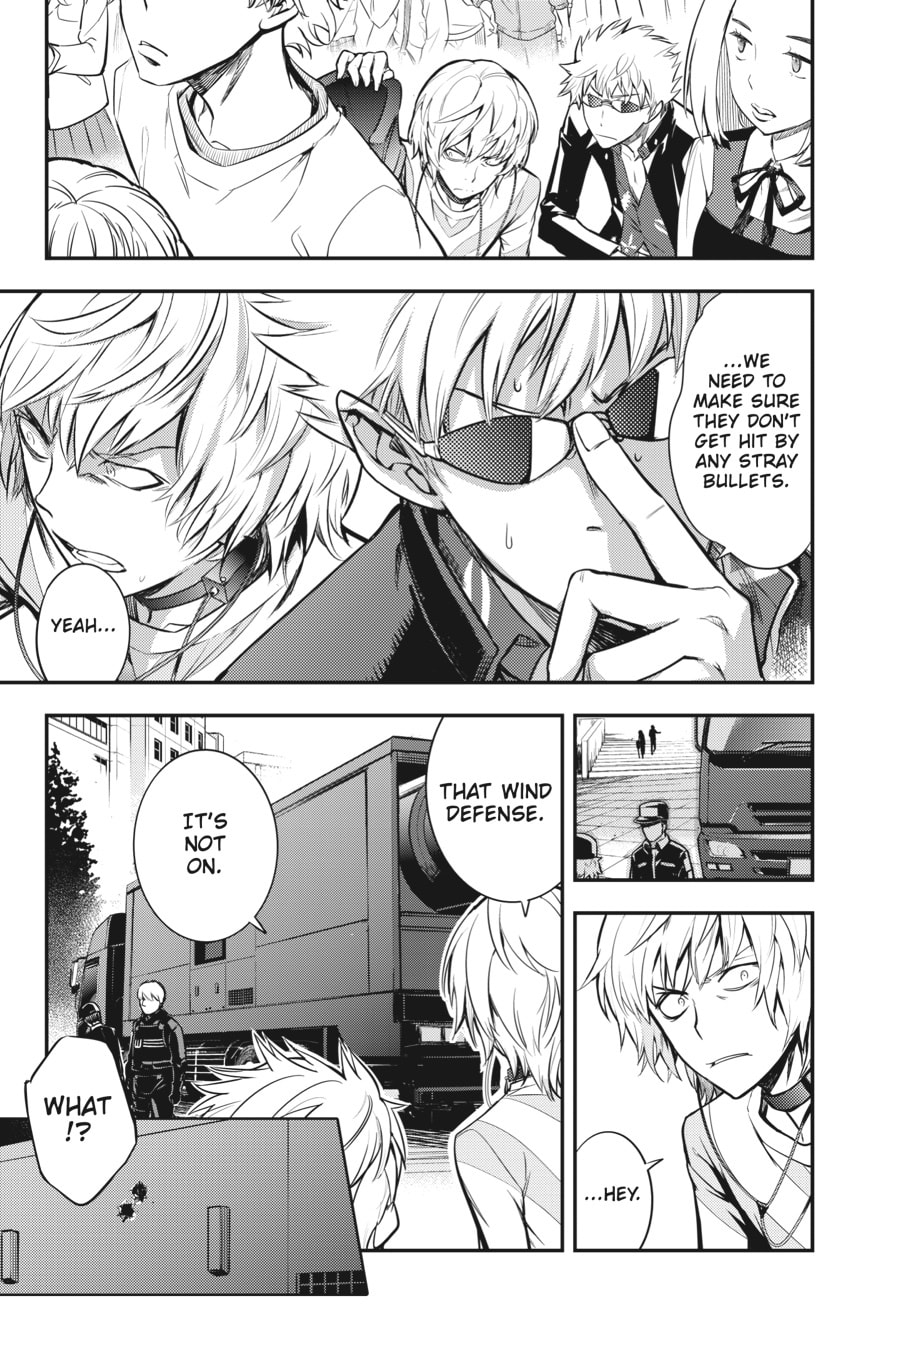 ...WE
NEED TO
MAKE SURE
THEY DON'T
GET HIT BY
ANY STRAY
BULLETS.
YEAH...
...HEY.
THAT WIND
DEFENSE.
IT'S
NOT
ON.
WHAT
!?